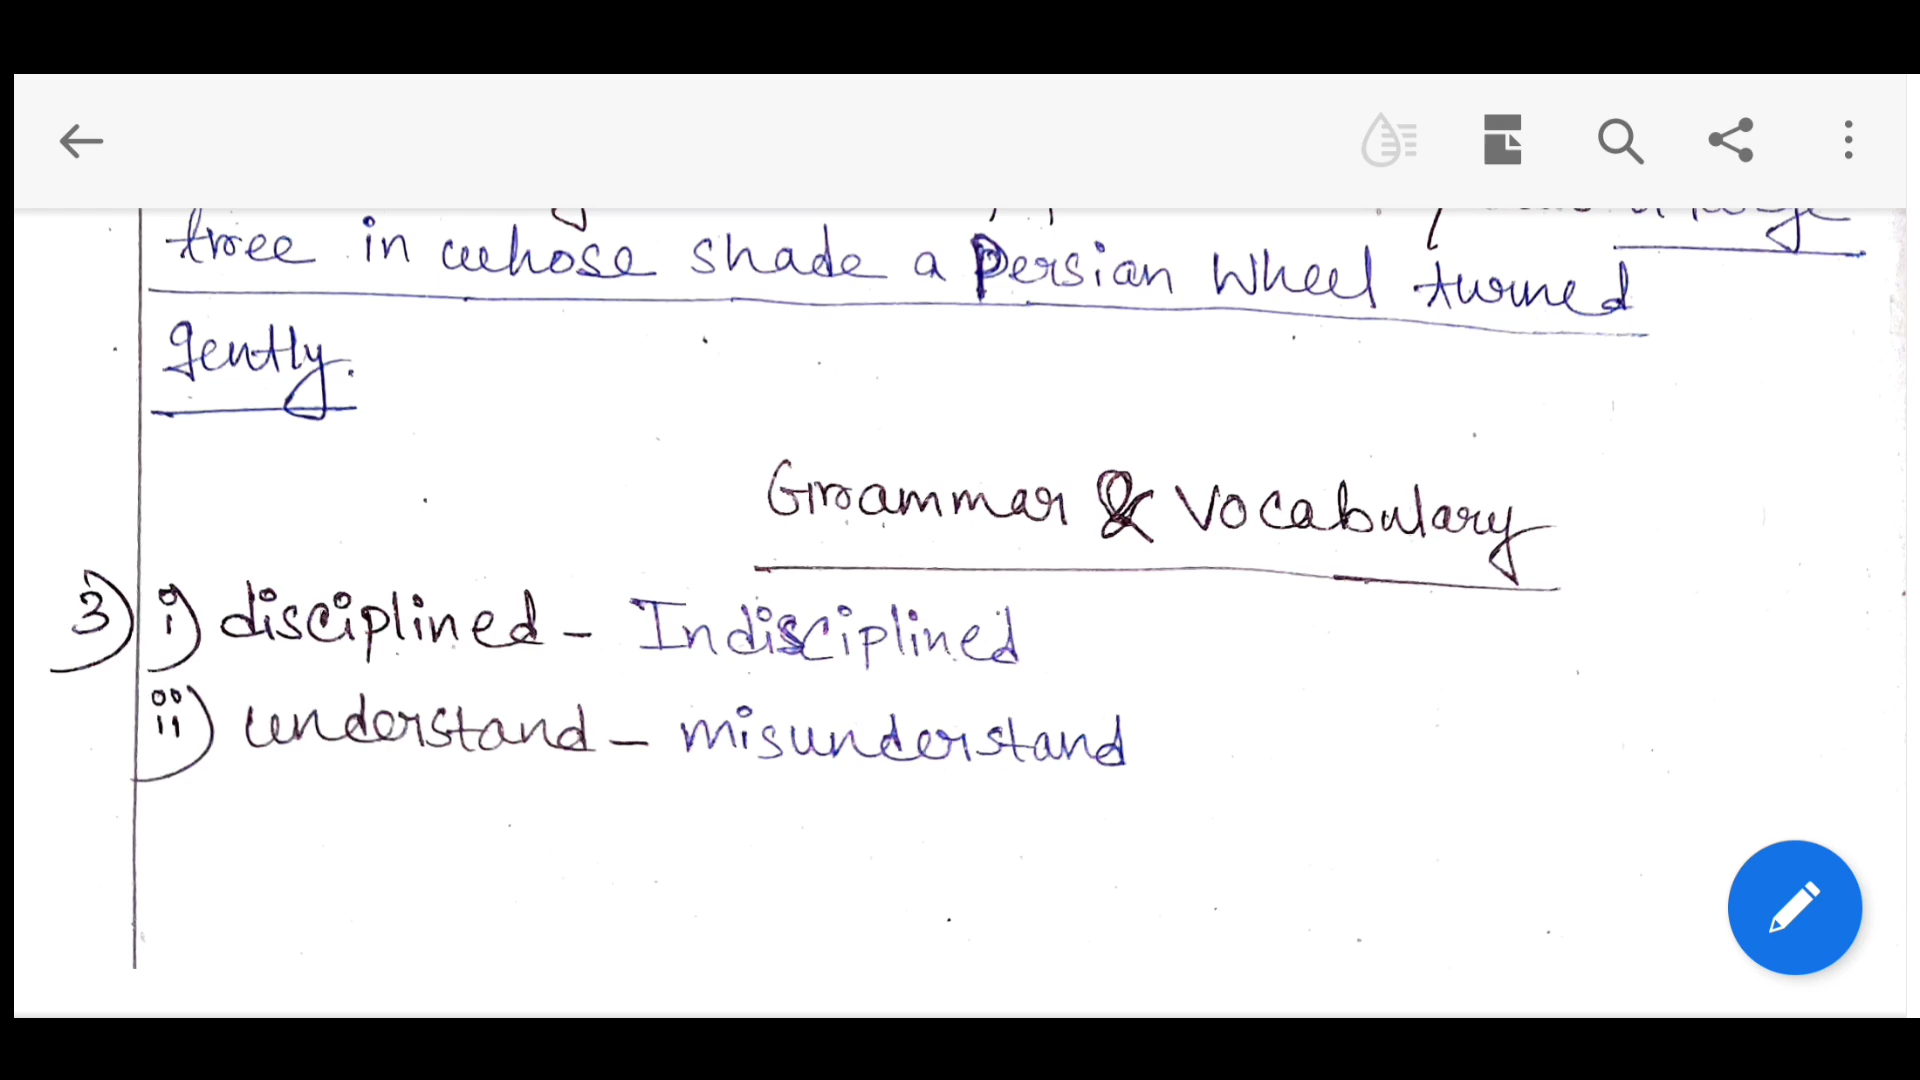 tree in whose shade a Persian Wheel turned
gently.
Grammar & Vocabulary
3) i) disciplined - Indisciplined
ii) understand - misunderstand